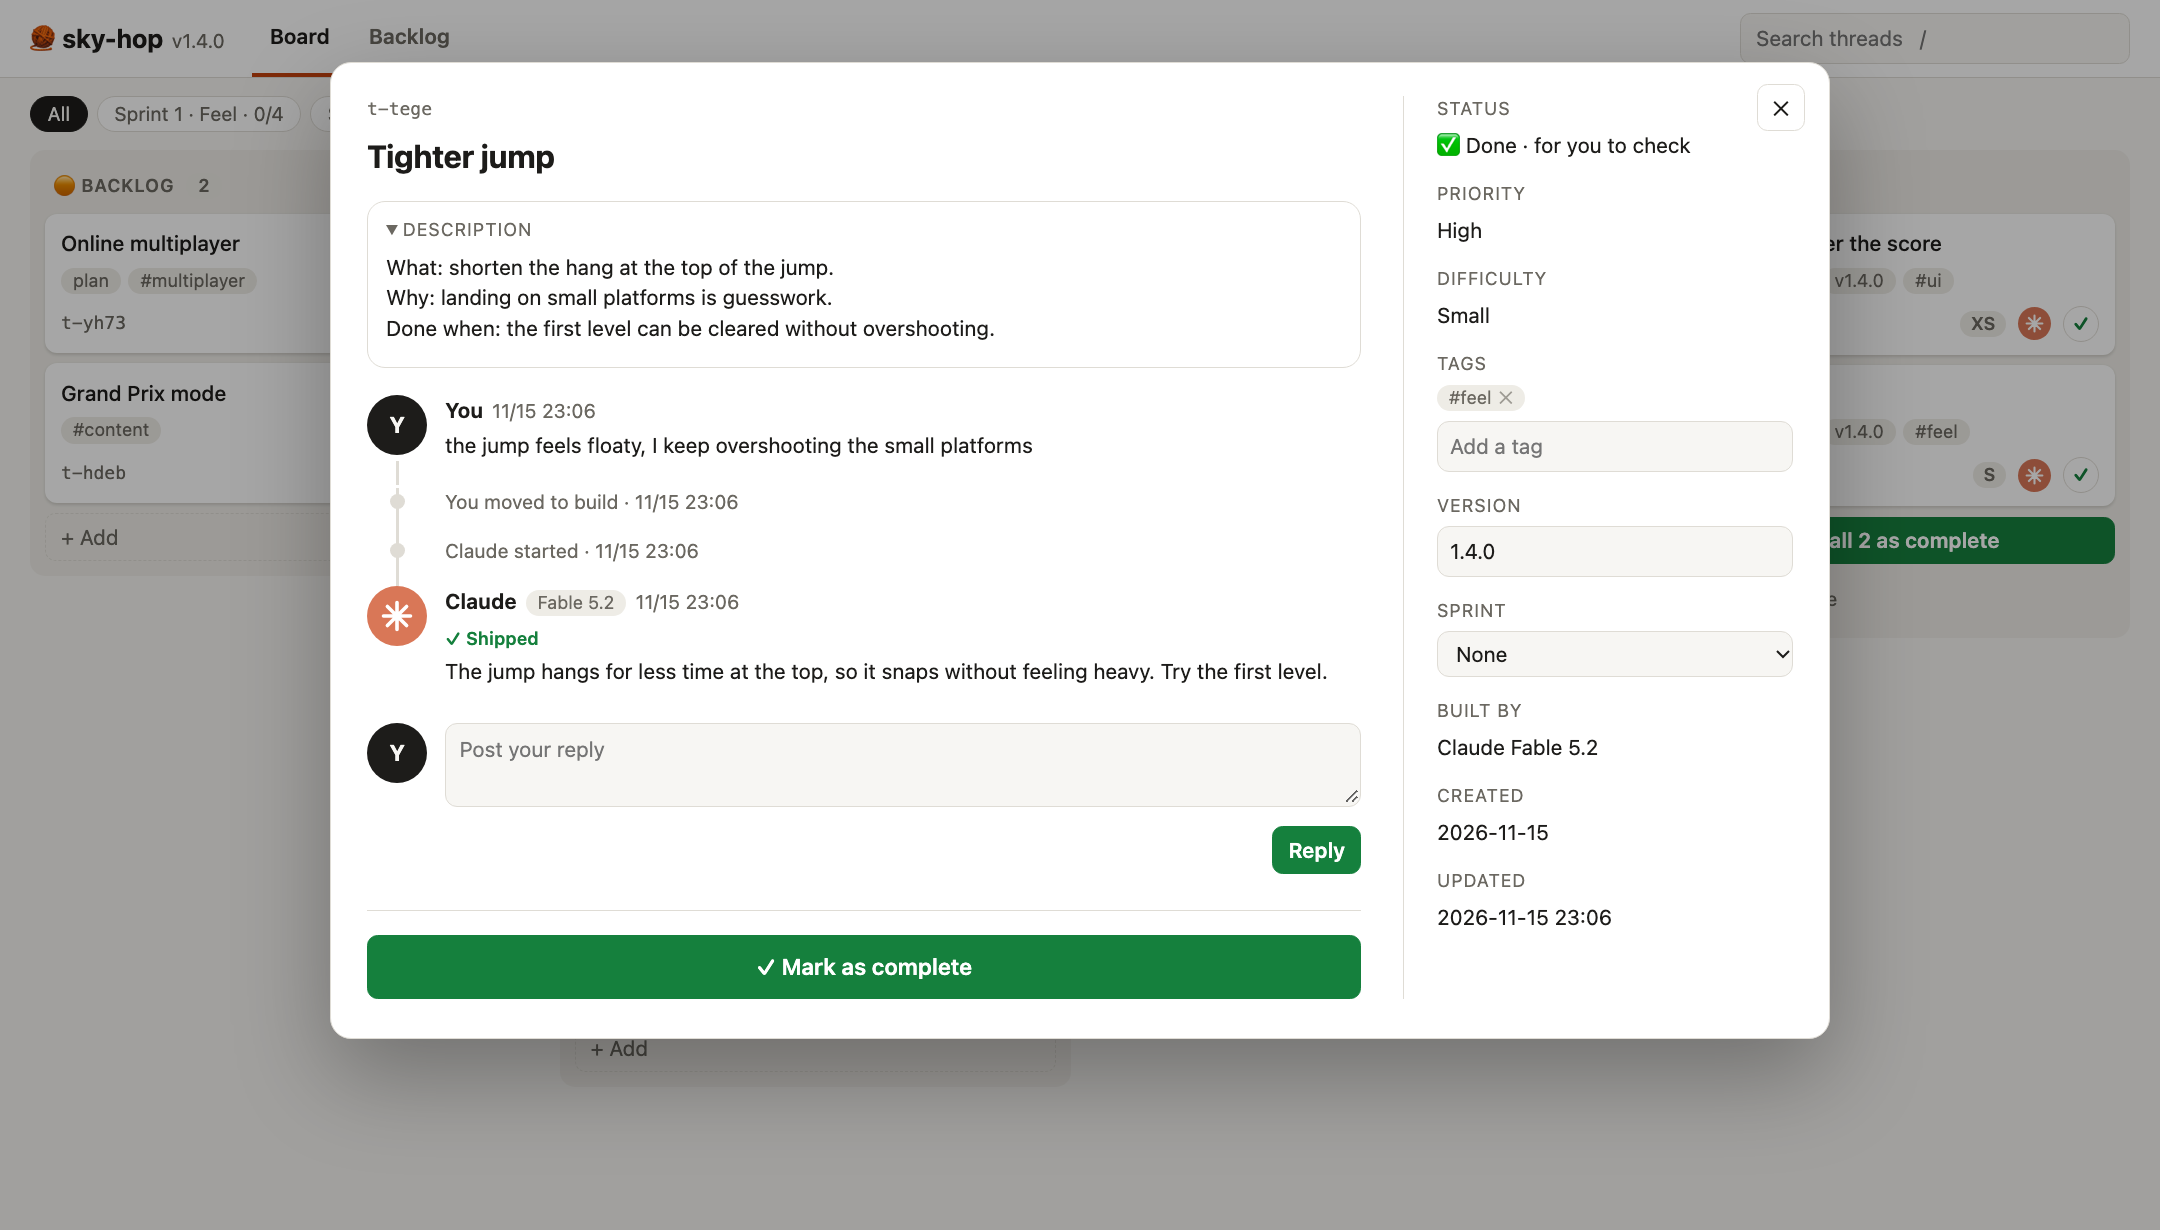 sky-hop v1.4.0
Board
Backlog
Search threads /
All
Sprint 1 · Feel · 0/4
BACKLOG 2
Online multiplayer
plan #multiplayer
t-yh73
Grand Prix mode
#content
t-hdeb
+ Add
t-tege
Tighter jump
▼ DESCRIPTION
What: shorten the hang at the top of the jump.
Why: landing on small platforms is guesswork.
Done when: the first level can be cleared without overshooting.
Y
You 11/15 23:06
the jump feels floaty, I keep overshooting the small platforms
You moved to build · 11/15 23:06
Claude started · 11/15 23:06
Claude Fable 5.2 11/15 23:06
✓ Shipped
The jump hangs for less time at the top, so it snaps without feeling heavy. Try the first level.
Y
Post your reply
Reply
✓ Mark as complete
STATUS
✅ Done · for you to check
PRIORITY
High
DIFFICULTY
Small
TAGS
#feel ×
Add a tag
VERSION
1.4.0
SPRINT
None
BUILT BY
Claude Fable 5.2
CREATED
2026-11-15
UPDATED
2026-11-15 23:06
er the score
v1.4.0 #ui
XS
v1.4.0 #feel
S
all 2 as complete
+ Add